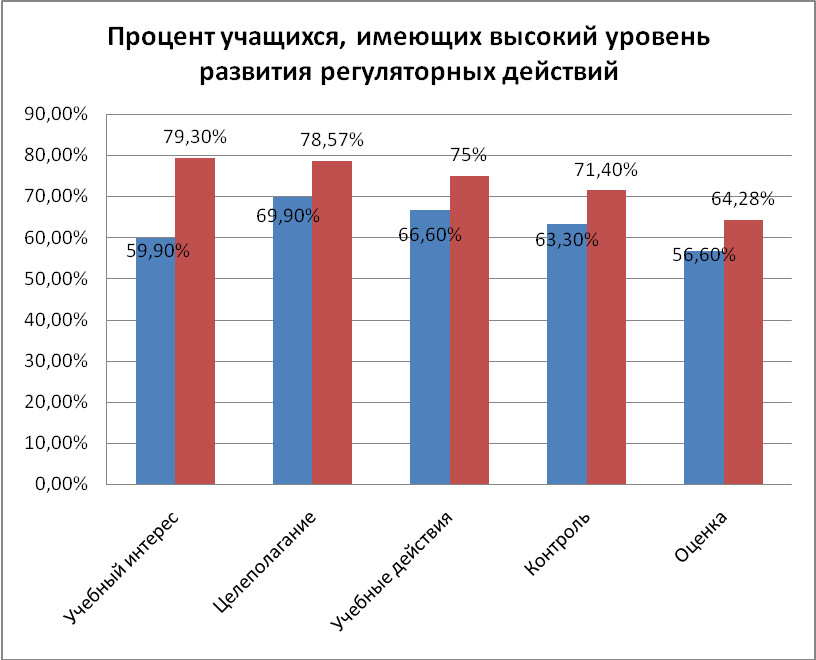 Процент учащихся, имеющих высокий уровень
развития регуляторных действий
90,00%
80,00%
70,00%
60,00%
50,00%
40,00%
30,00%
20,00%
10,00%
0,00%
79,30%
78,57%
75%
71,40%
64,28%
59,90%
69,90%
66,60%
63,30%
56,60%
Учебный интерес
Целеполагание
Учебные действия
Контроль
Оценка